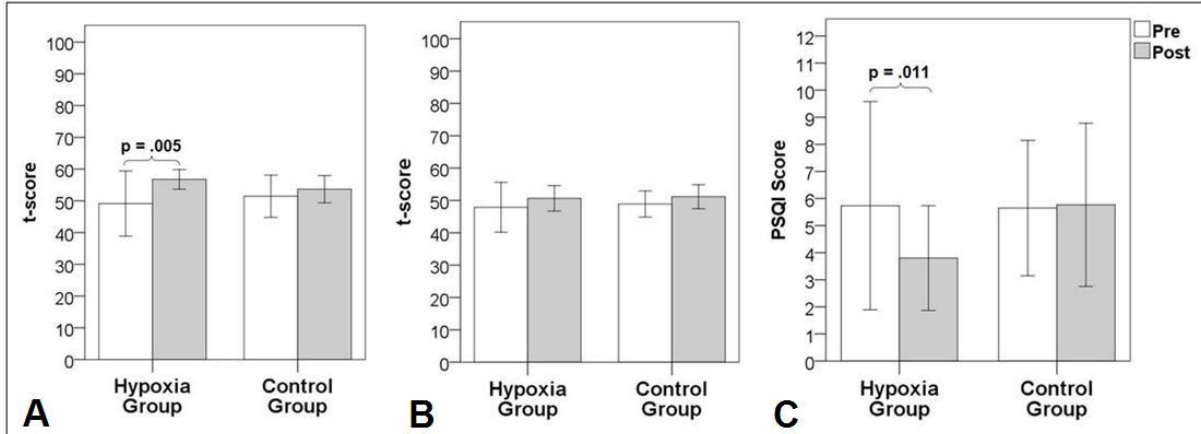 t-score
100
90
80
70
60
50
40
30
20
10
0
p = .005
Hypoxia
Group
Control
Group
A
t-score
100
90
80
70
60
50
40
30
20
10
0
Hypoxia
Group
Control
Group
B
PSQI Score
12
11
10
9
8
7
6
5
4
3
2
1
0
p = .011
Hypoxia
Group
Control
Group
C
Pre
Post